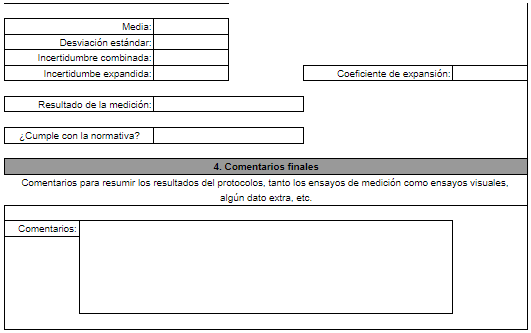 Media:
Desviación estándar:
Incertidumbre combinada:
Incertidumbe expandida:
Coeficiente de expansión:
Resultado de la medición:
¿Cumple con la normativa?
4. Comentarios finales
Comentarios para resumir los resultados del protocolos, tanto los ensayos de medición como ensayos visuales,
algún dato extra, etc.
Comentarios: